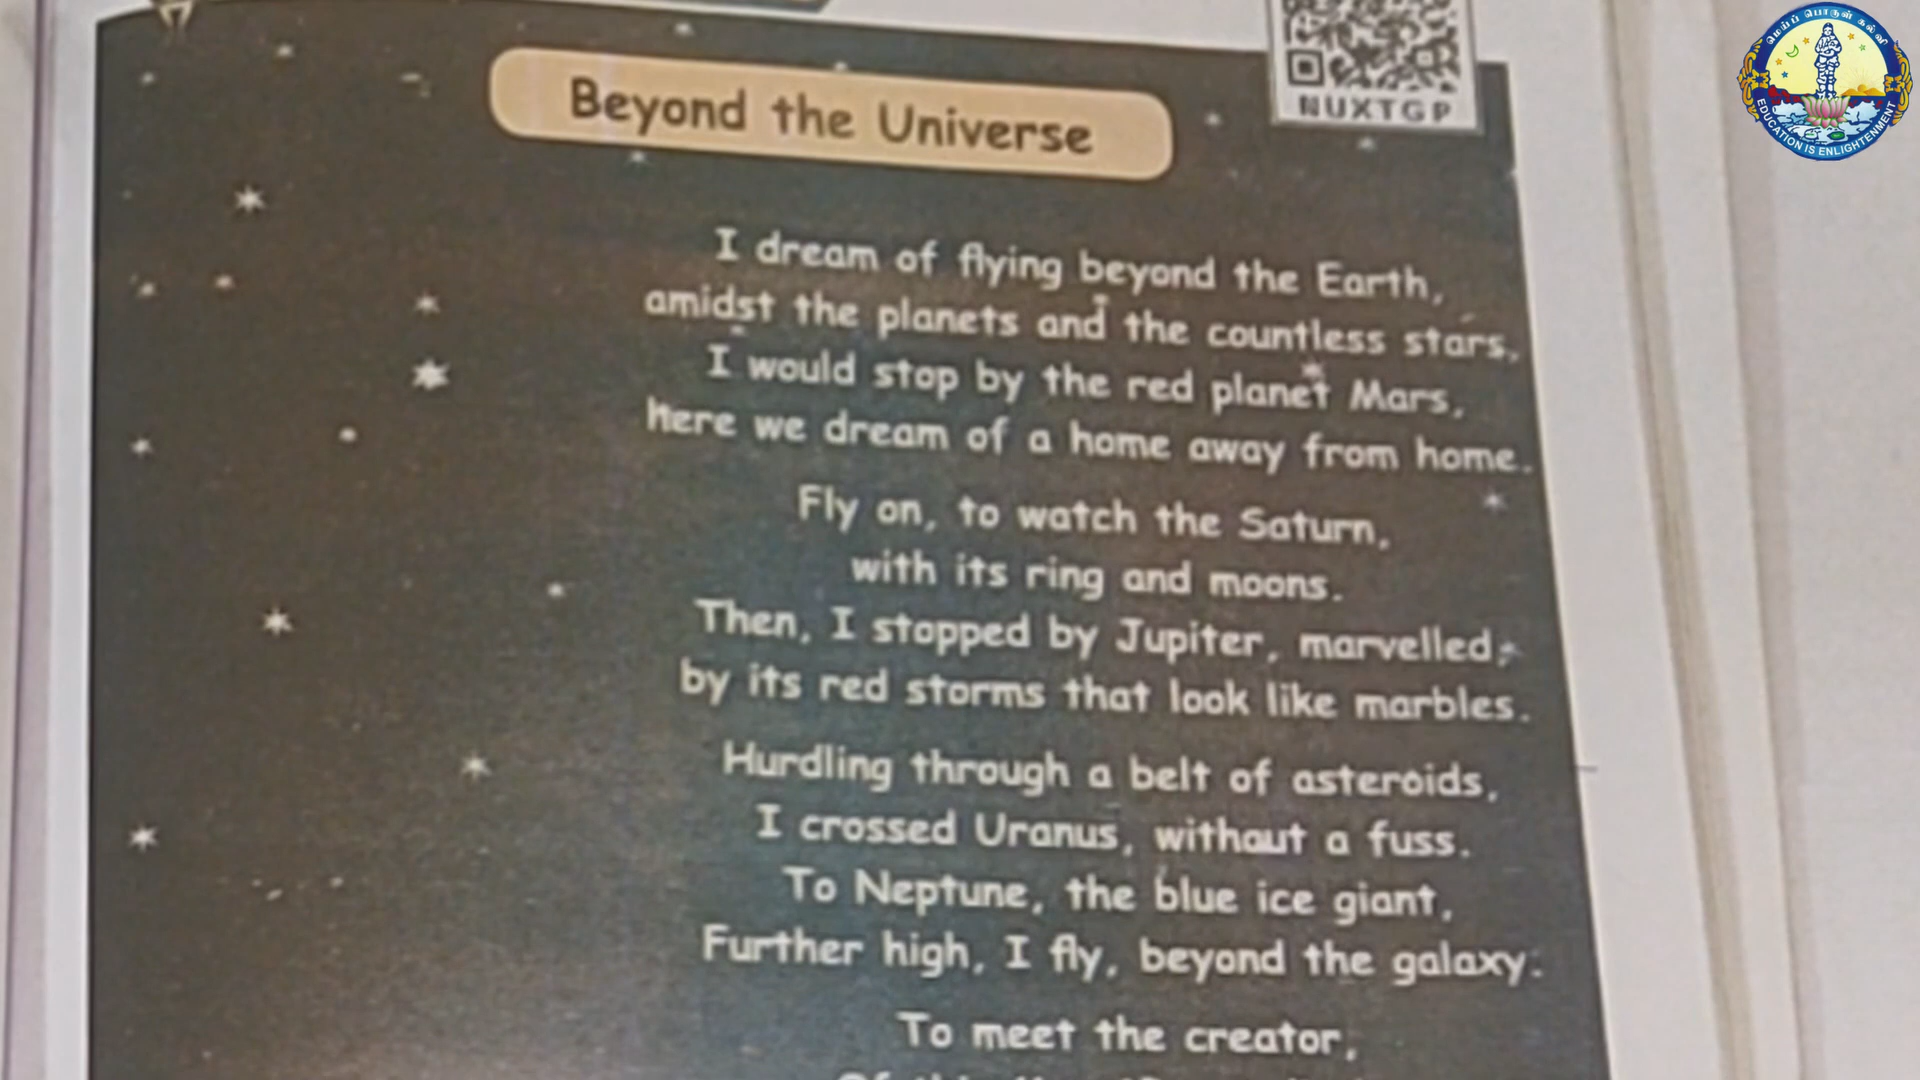 Beyond the Universe
NUXTGP
மெய்ப் பொருள் கல்வி
EDUCATION IS ENLIGHTENMENT
I dream of flying beyond the Earth,
amidst the planets and the countless stars,
I would stop by the red planet Mars,
here we dream of a home away from home.
Fly on, to watch the Saturn,
with its ring and moons.
Then, I stopped by Jupiter, marvelled,
by its red storms that look like marbles.
Hurdling through a belt of asteroids,
I crossed Uranus, without a fuss.
To Neptune, the blue ice giant,
Further high, I fly, beyond the galaxy.
To meet the creator,